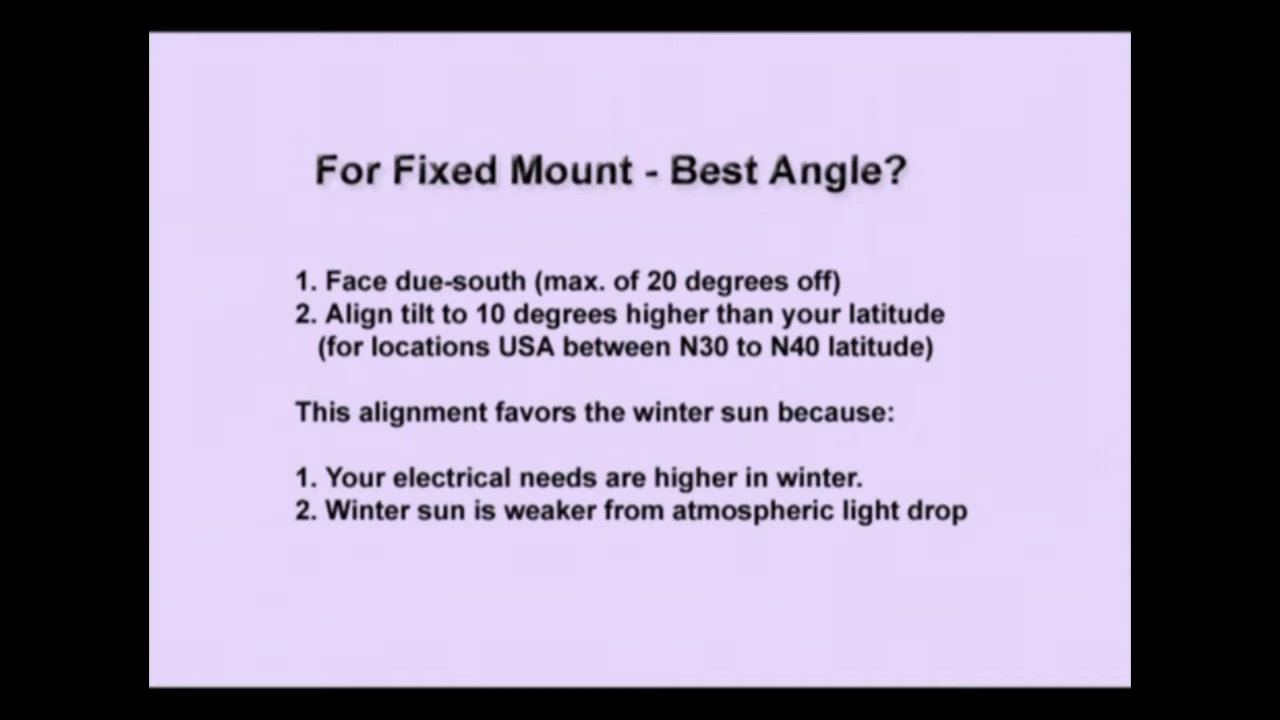 For Fixed Mount - Best Angle?
1. Face due-south (max. of 20 degrees off)
2. Align tilt to 10 degrees higher than your latitude
(for locations USA between N30 to N40 latitude)
This alignment favors the winter sun because:
1. Your electrical needs are higher in winter.
2. Winter sun is weaker from atmospheric light drop